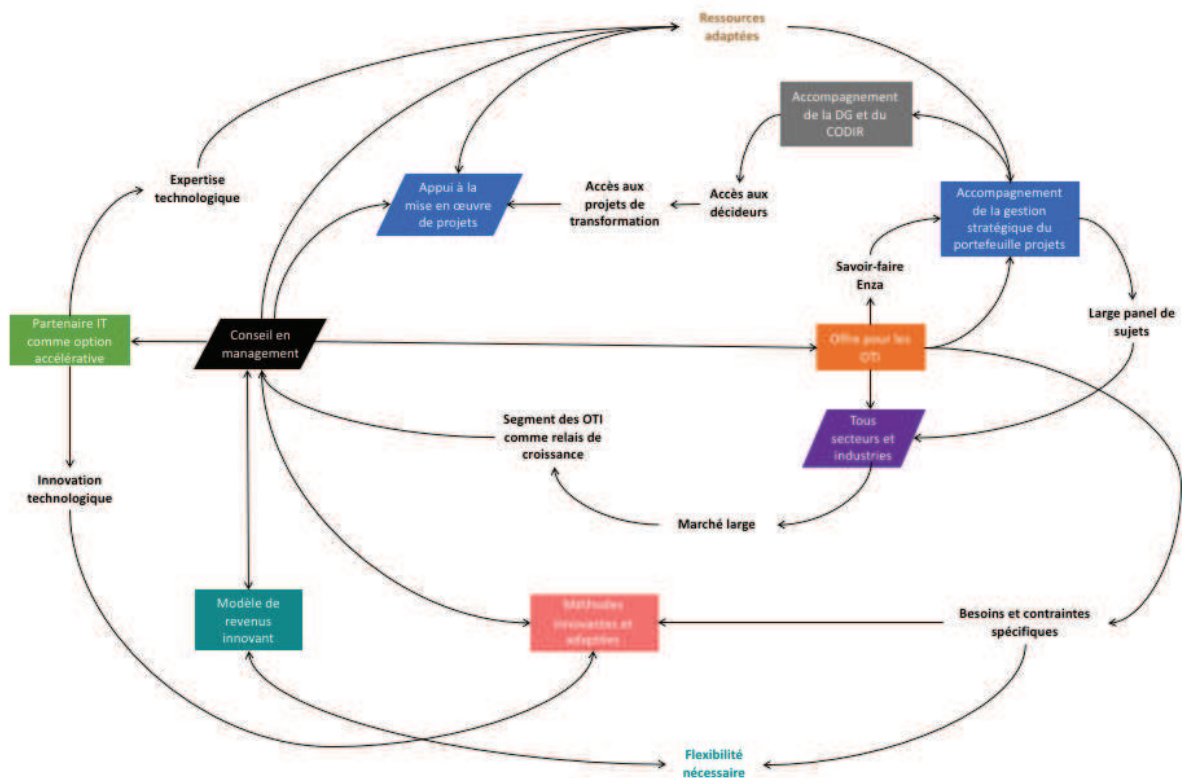 Ressources
adaptées
Accompagnement
de la DG et du
CODIR
Expertise
technologique
Appui à la
mise en œuvre
de projets
Accès aux
projets de
transformation
Accès aux
décideurs
Accompagnement
de la gestion
stratégique du
portefeuille projets
Savoir-faire
Enza
Large panel de
sujets
Partenaire IT
comme option
accélérative
Conseil en
management
Offre pour les
OTI
Segment des OTI
comme relais de
croissance
Tous
secteurs et
industries
Innovation
technologique
Marché large
Modèle de
revenus
innovant
Méthodes
innovantes et
adaptées
Besoins et contraintes
spécifiques
Flexibilité
nécessaire